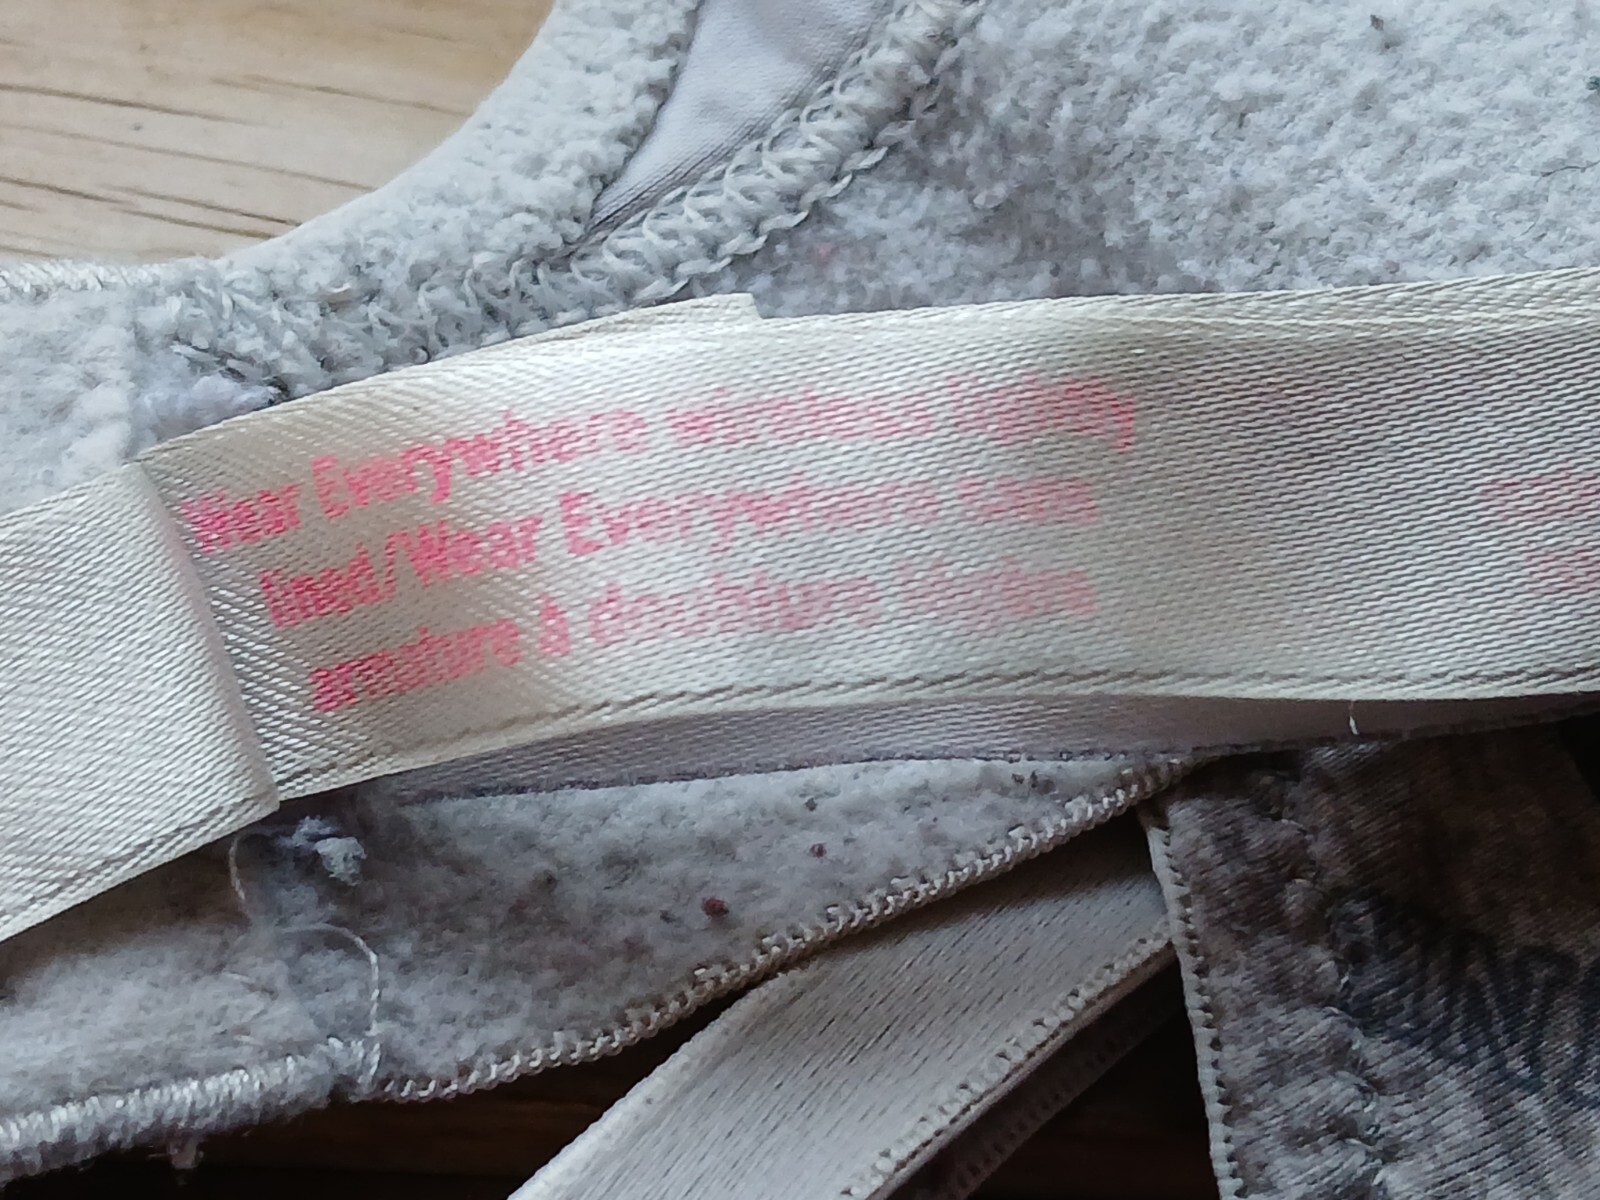 Wear Everywhere wireless lightly
lined/Wear Everywhere sans
armature à doublure légère